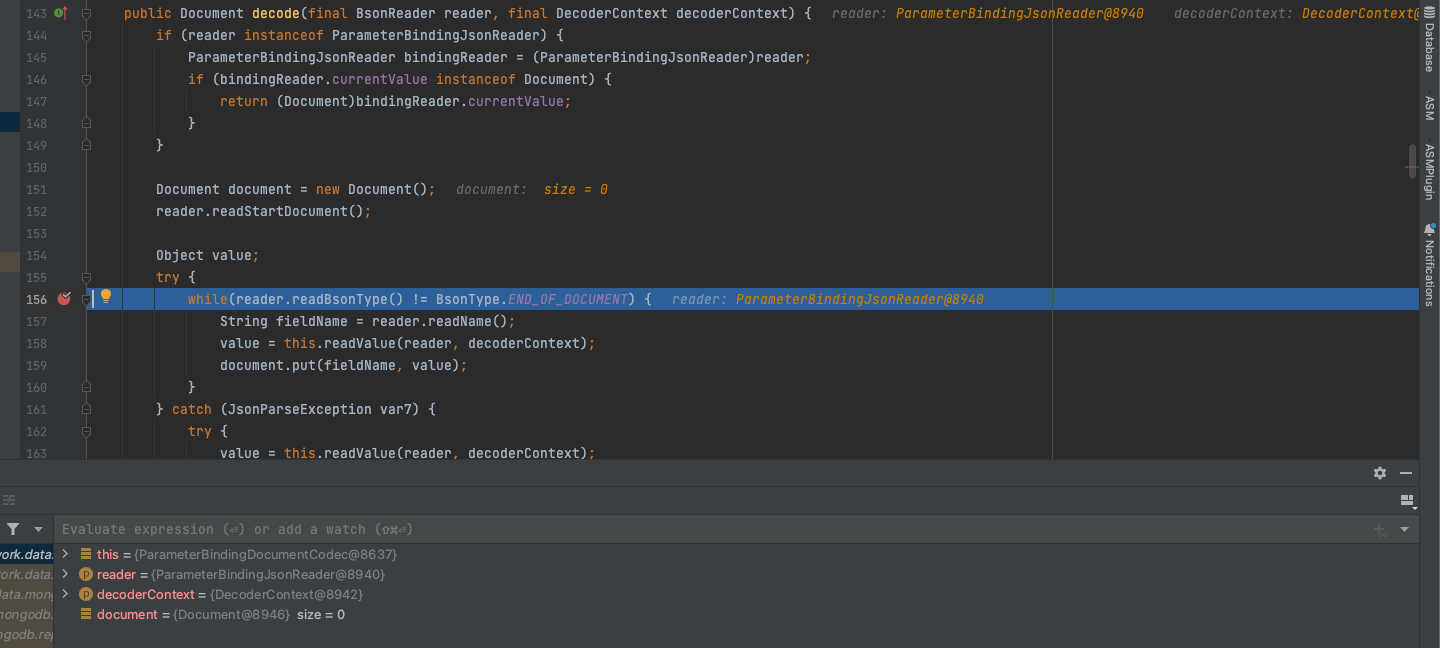 143 public Document decode(final BsonReader reader, final DecoderContext decoderContext) { reader: ParameterBindingJsonReader@8940 decoderContext: DecoderContext@
144 if (reader instanceof ParameterBindingJsonReader) {
145 ParameterBindingJsonReader bindingReader = (ParameterBindingJsonReader)reader;
146 if (bindingReader.currentValue instanceof Document) {
147 return (Document)bindingReader.currentValue;
148 }
149 }
150
151 Document document = new Document(); document: size = 0
152 reader.readStartDocument();
153
154 Object value;
155 try {
156 while(reader.readBsonType() != BsonType.END_OF_DOCUMENT) { reader: ParameterBindingJsonReader@8940
157 String fieldName = reader.readName();
158 value = this.readValue(reader, decoderContext);
159 document.put(fieldName, value);
160 }
161 } catch (JsonParseException var7) {
162 try {
163 value = this.readValue(reader, decoderContext);
Database
ASM
ASMPlugin
Notifications
Evaluate expression (⏎) or add a watch (⇧⌘⏎)
work.data. this = {ParameterBindingDocumentCodec@8637}
work.data. reader = {ParameterBindingJsonReader@8940}
data.mong decoderContext = {DecoderContext@8942}
mongodb. document = {Document@8946} size = 0
ngodb.rep